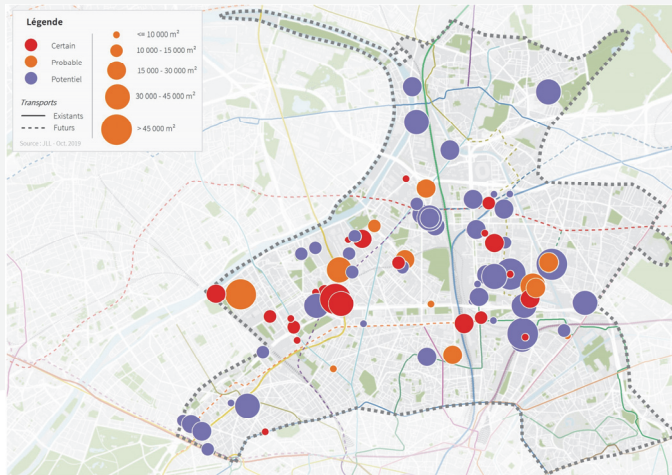 Légende
Certain
Probable
Potentiel
Transports
Existants
Futurs
Source : JLL - Oct. 2019
<= 10 000 m²
10 000 - 15 000 m²
15 000 - 30 000 m²
30 000 - 45 000 m²
> 45 000 m²